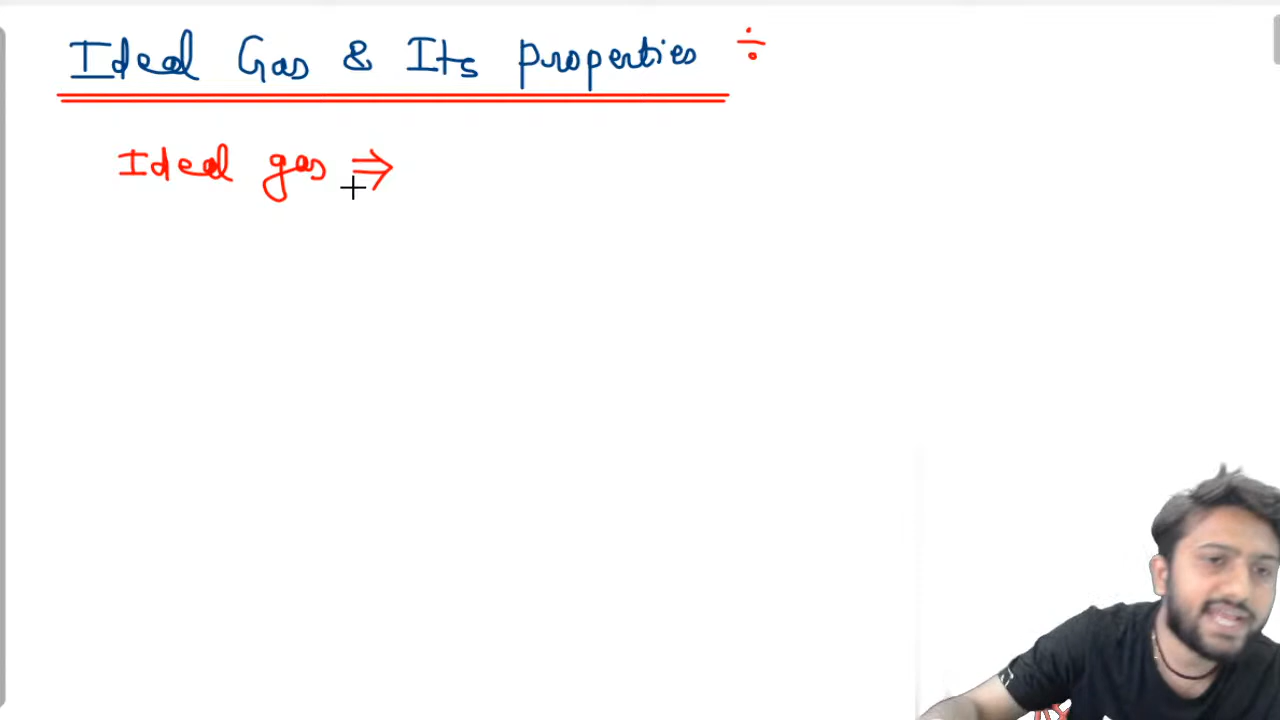 Ideal Gas & Its properties ÷
Ideal gas ⇒